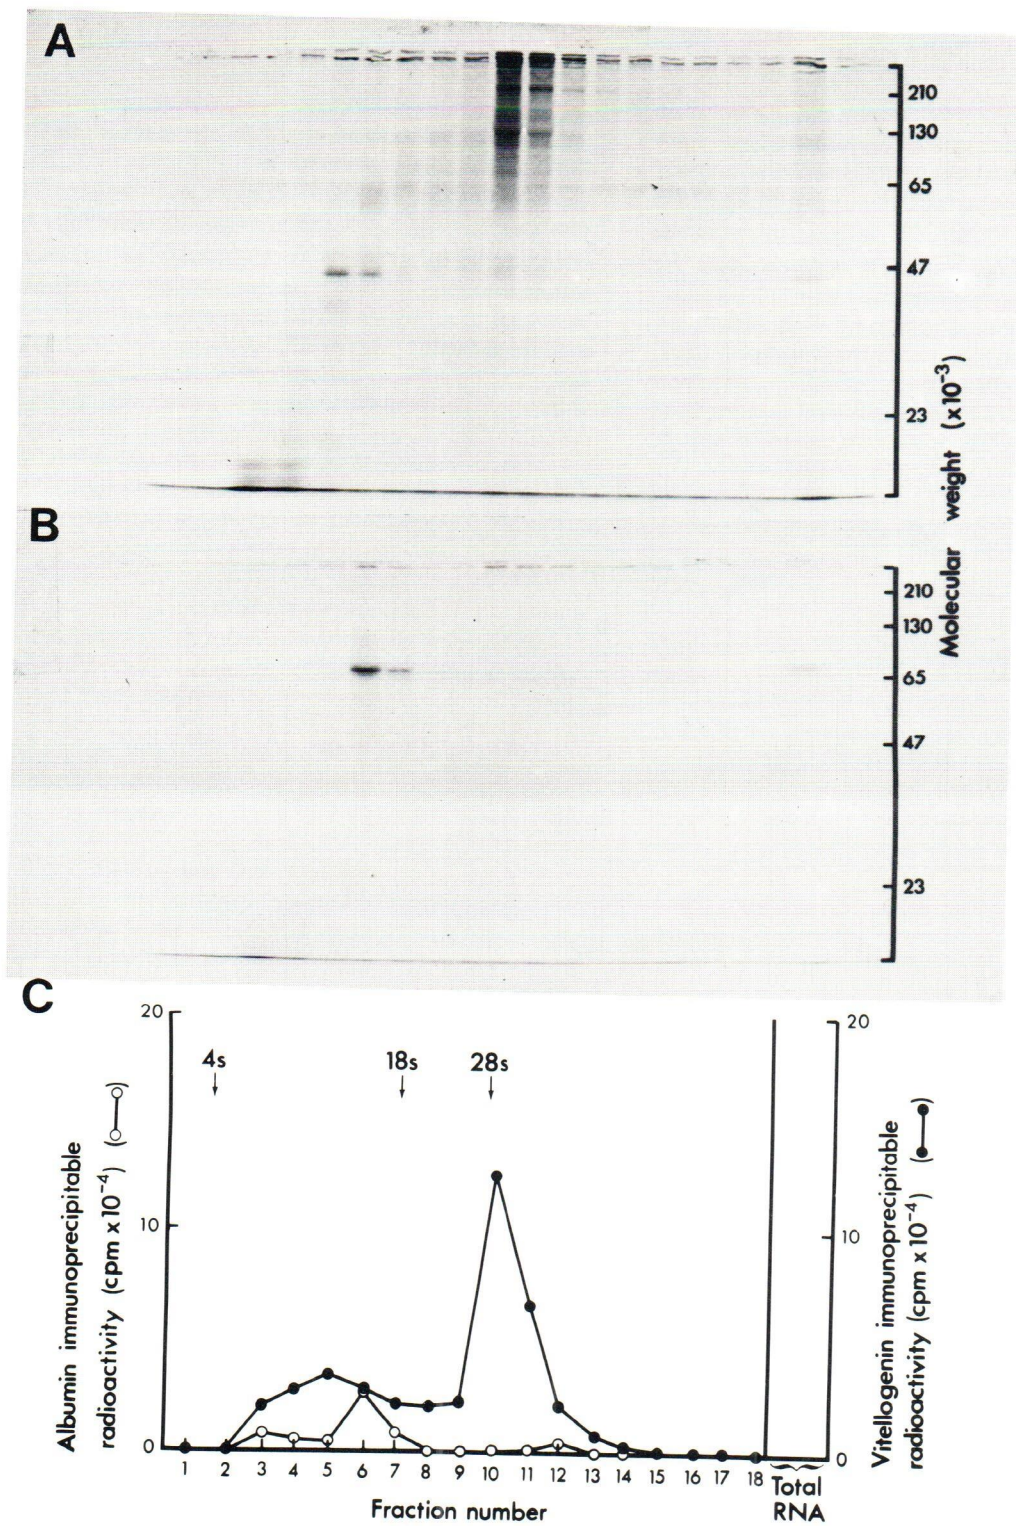 A
210
130
65
47
23
Molecular weight (x10⁻³)
B
210
130
65
47
23
C
20
10
0
4s
18s
28s
20
10
0
Albumin immunoprecipitable
radioactivity (cpm x10⁻⁴) (○—○)
Vitellogenin immunoprecipitable
radioactivity (cpm x10⁻⁴) (●—●)
1 2 3 4 5 6 7 8 9 10 11 12 13 14 15 16 17 18
Total
RNA
Fraction number